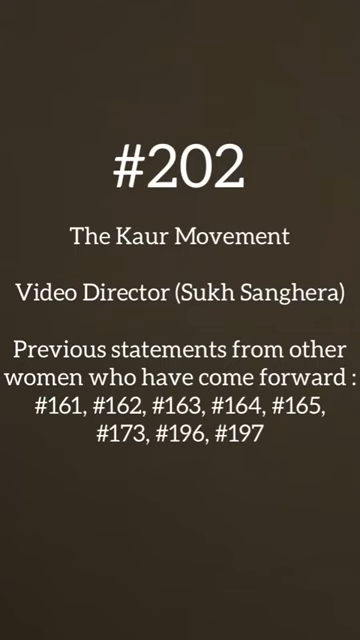 #202
The Kaur Movement
Video Director (Sukh Sanghera)
Previous statements from other
women who have come forward :
#161, #162, #163, #164, #165,
#173, #196, #197